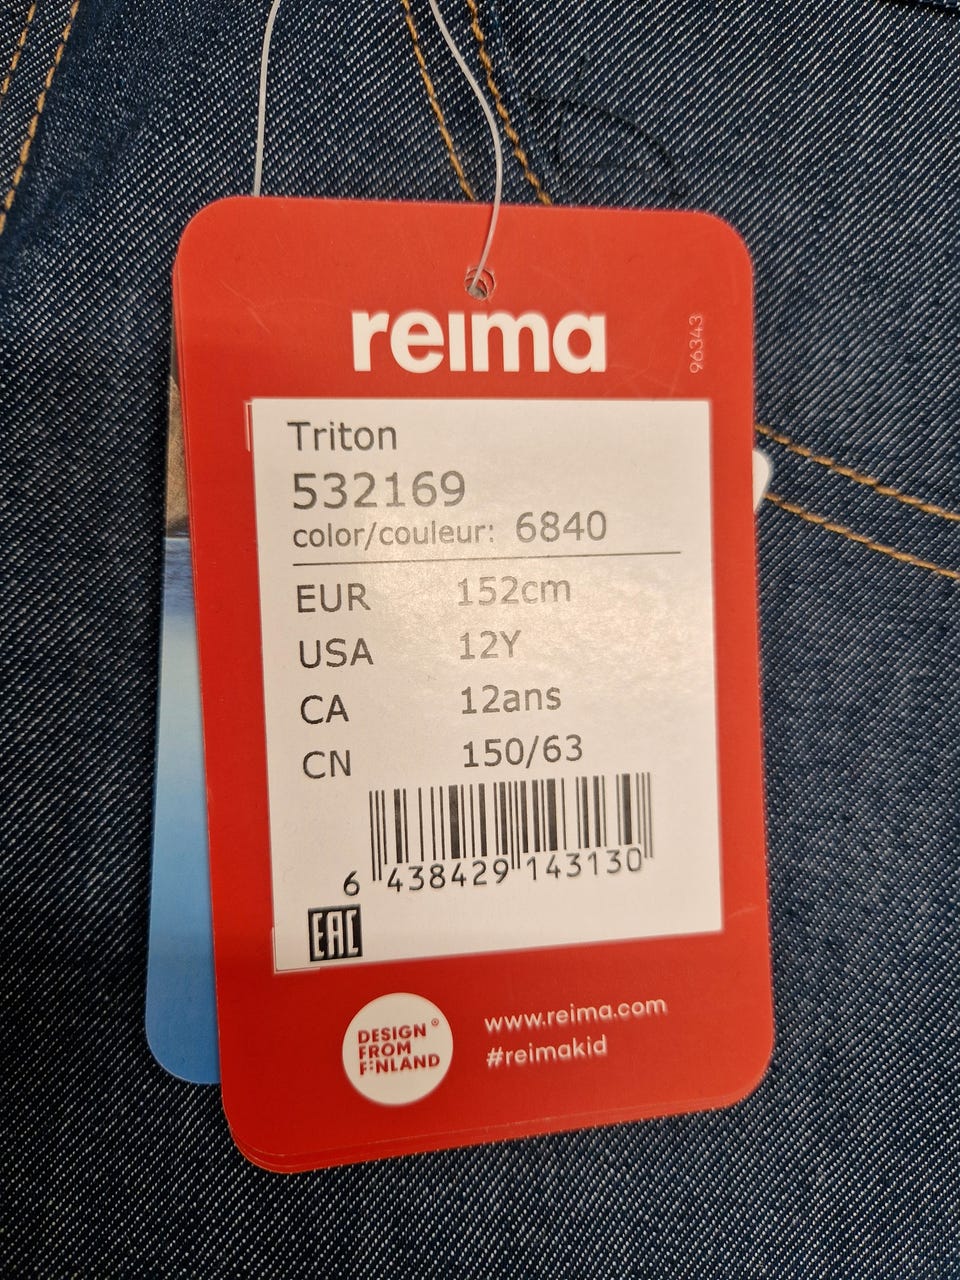 reima
96343
Triton
532169
color/couleur: 6840
EUR 152cm
USA 12Y
CA 12ans
CN 150/63
6 438429 143130
EAC
DESIGN ®
FROM
FINLAND
www.reima.com
#reimakid